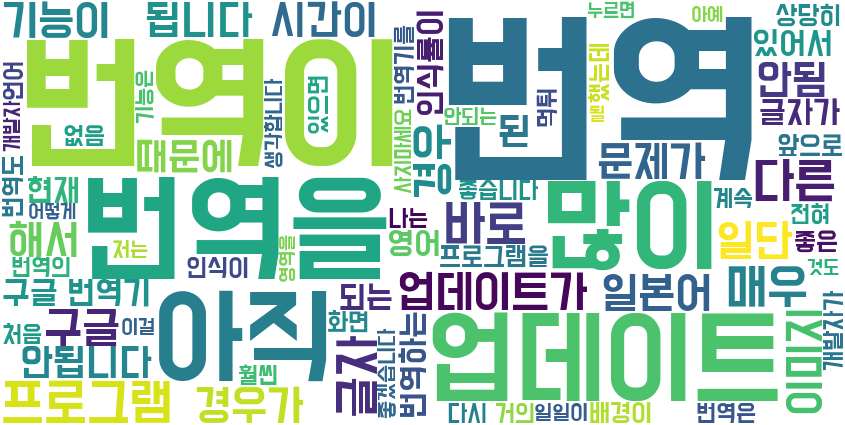 기능이 됩니다 시간이
누르면 아예 상당히
번역이
번역
인식률이
번역기를
있어서
했는데
개발자언어
기능은
생각합니다
있으면
먹튀
안됨
글자가
없음
때문에
사지마세요
안되는
된
경우
문제가
앞으로
번역도
현재
번역을
좋습니다
많이
계속
다른
어떻게
나는
바로
전혀
해서
저는
영역을
영어
일단
좋은
번역의
인식이
프로그램을
것도
구글 번역기
되는
업데이트가
일본어
매우
아직
구글
이걸
화면
처음
글자
좋겠습니다
번역하는
업데이트
이미지
개발자가
안됩니다
훨씬
프로그램
경우가
다시
거의
일일이
배경이
번역은